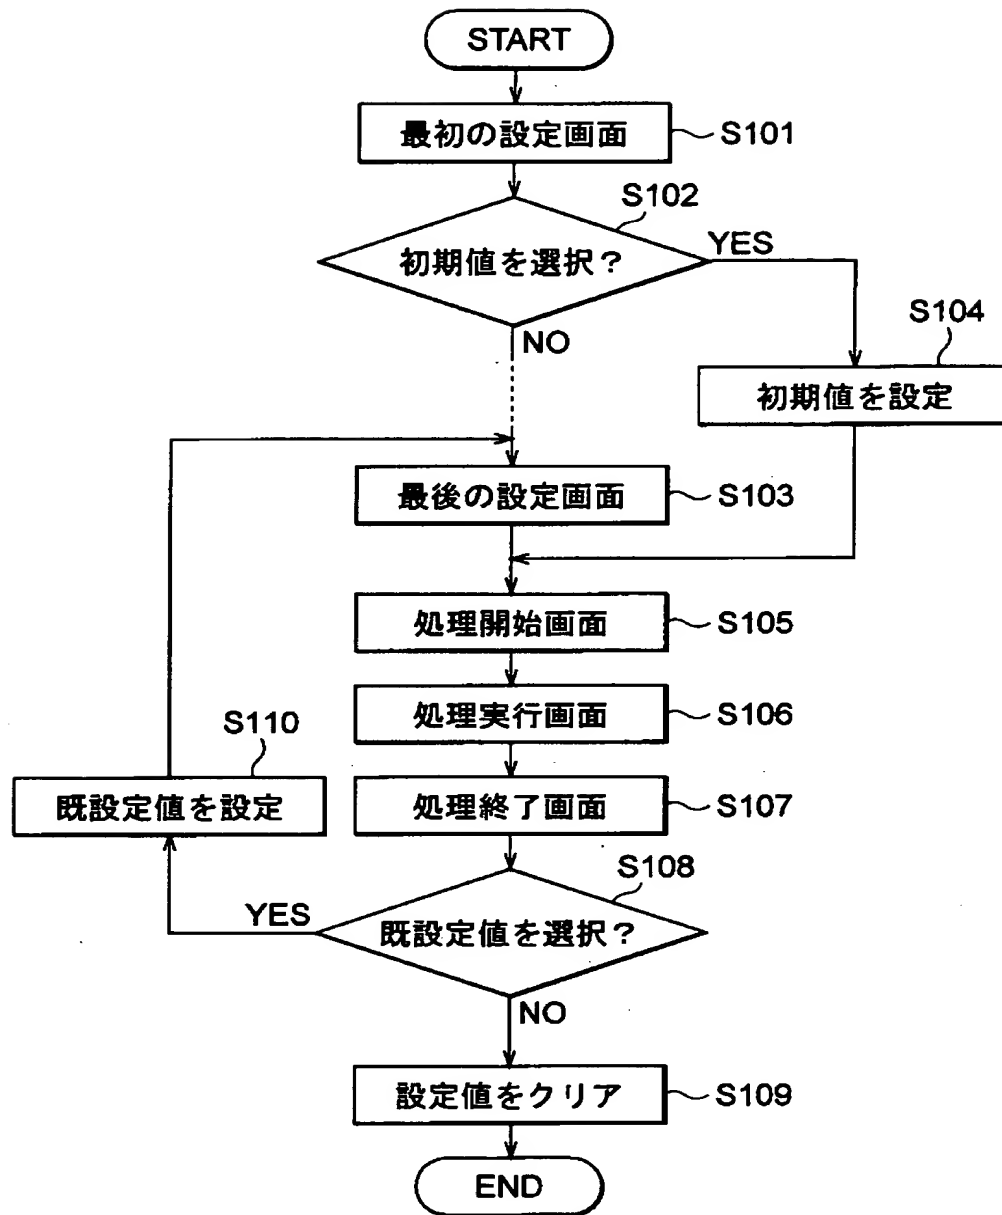 START
最初の設定画面
S101
S102
初期値を選択？
YES
NO
S104
初期値を設定
最後の設定画面
S103
処理開始画面
S105
処理実行画面
S106
S110
既設定値を設定
処理終了画面
S107
S108
YES
既設定値を選択？
NO
設定値をクリア
S109
END